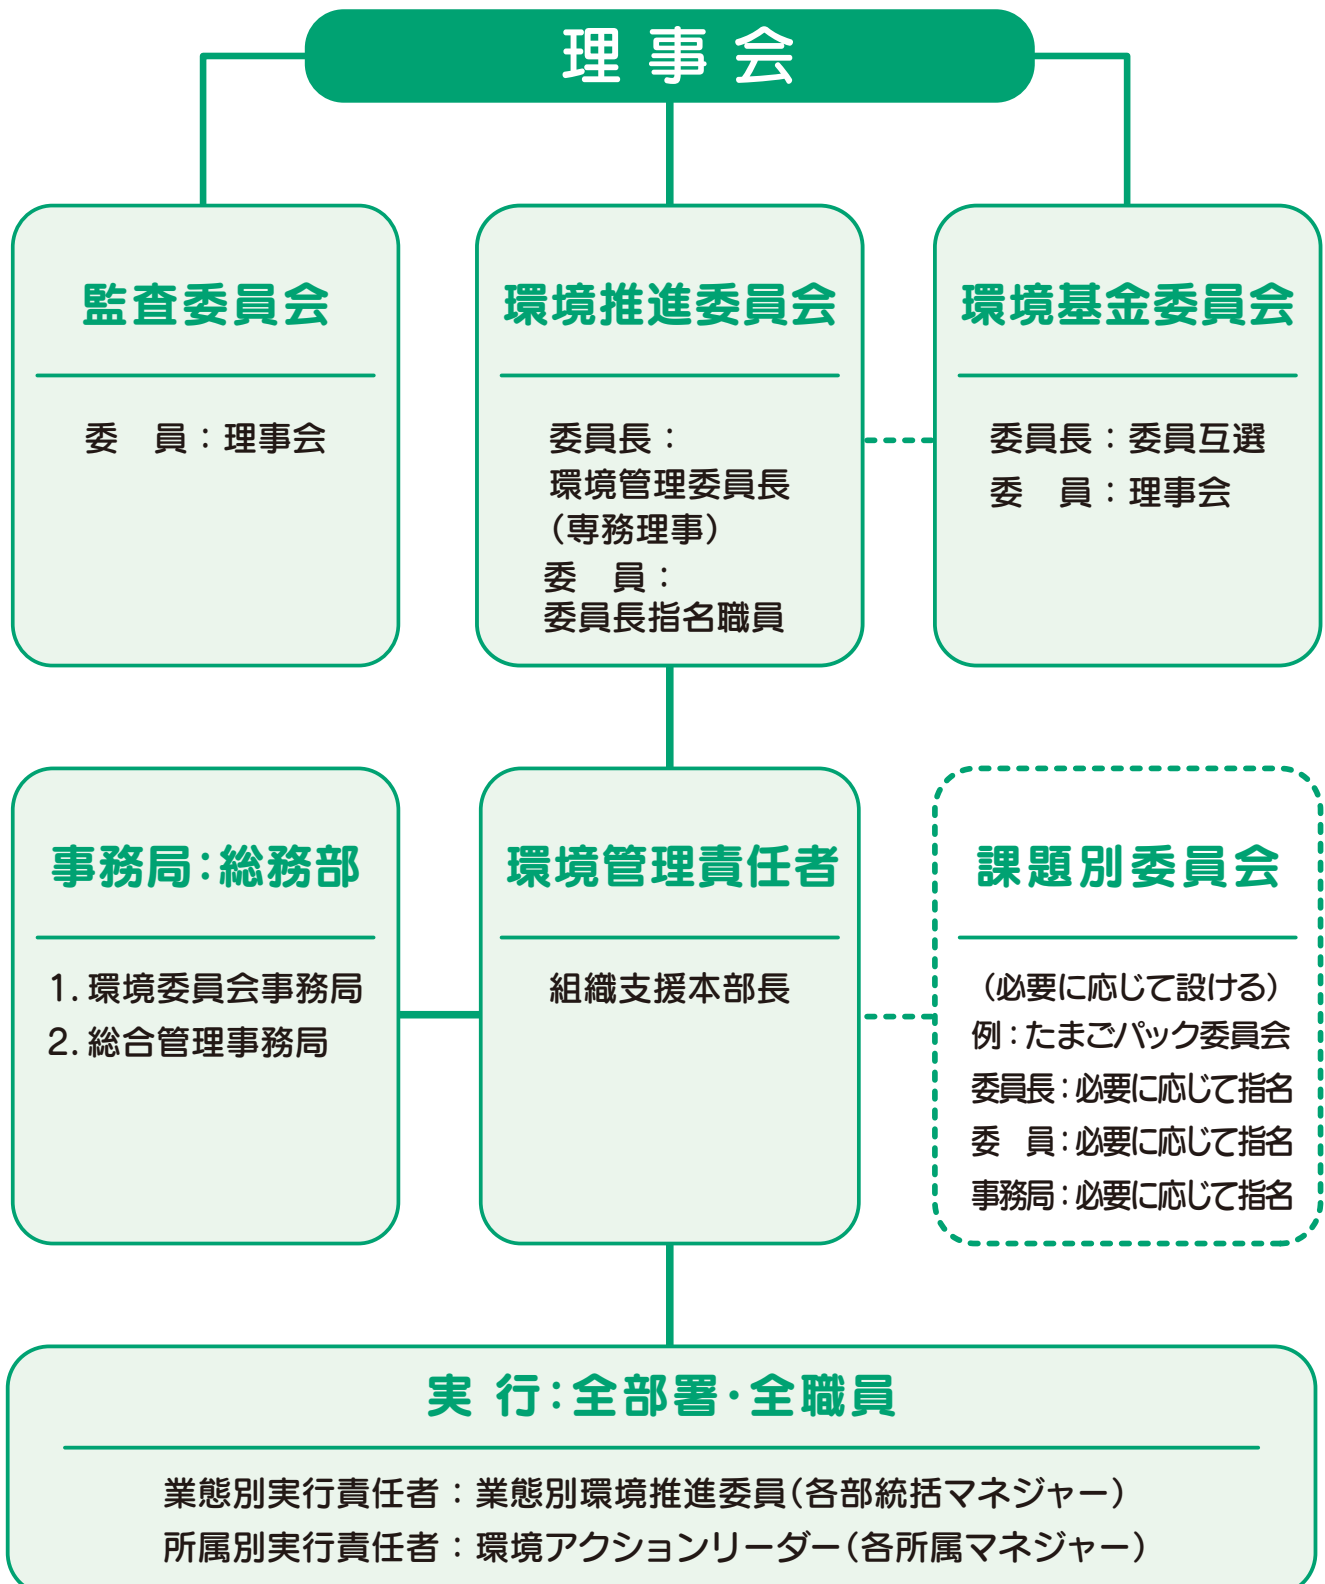 理事会
監査委員会
委　員：理事会
環境推進委員会
委員長：
環境管理委員長
（専務理事）
委　員：
委員長指名職員
環境基金委員会
委員長：委員互選
委　員：理事会
事務局：総務部
1. 環境委員会事務局
2. 総合管理事務局
環境管理責任者
組織支援本部長
課題別委員会
（必要に応じて設ける）
例：たまごパック委員会
委員長：必要に応じて指名
委　員：必要に応じて指名
事務局：必要に応じて指名
実 行：全部署・全職員
業態別実行責任者：業態別環境推進委員（各部統括マネジャー）
所属別実行責任者：環境アクションリーダー（各所属マネジャー）